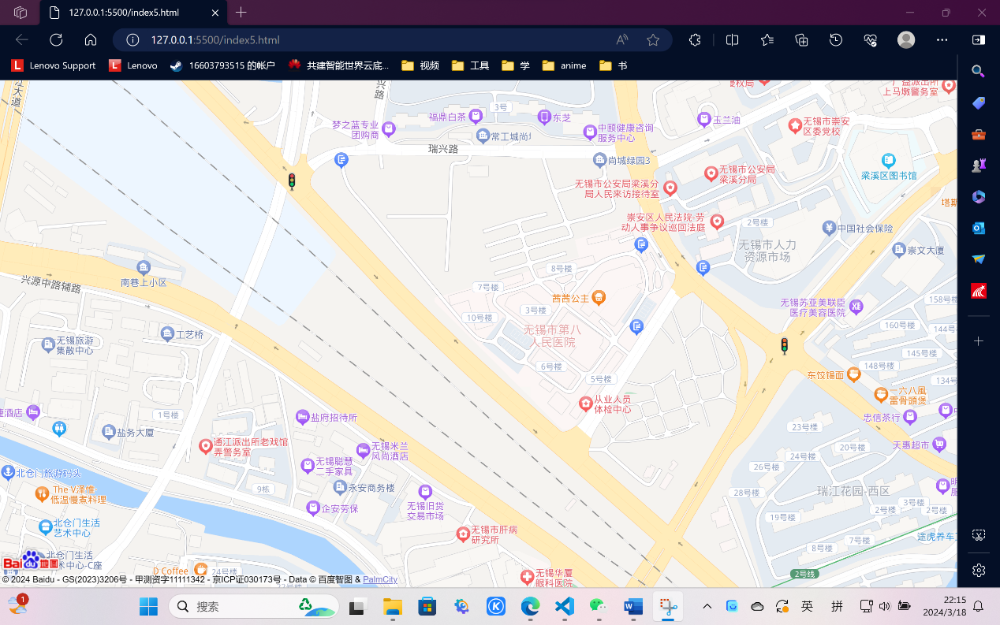 127.0.0.1:5500/index5.html
127.0.0.1:5500/index5.html
Lenovo Support
Lenovo
16603793515 的帐户
共建智能世界云底...
视频
工具
学
anime
书
江大道
兴路
3号
上马墩警务室
梦之蓝专业
团购商
福鼎白茶
东芝
中颐健康咨询
服务中心
玉兰油
无锡市崇安
区委党校
常工城尚
瑞兴路
尚城绿园3
无锡市公安局
梁溪分局
梁溪区图书馆
无锡市公安局梁溪分
局人民来访接待室
塔斯
崇安区人民法院-劳
动人事争议巡回法庭
2号楼
中国社会保险
无锡市人力
资源市场
崇文大厦
南巷上小区
兴源中路辅路
8号楼
7号楼
茜茜公主
3号楼
10号楼
无锡市第八
人民医院
无锡苏亚美联臣
医疗美容医院
XE
158号楼
160号楼
144号
145号楼
148号楼
134号
工艺桥
无锡旅游
集散中心
6号楼
5号楼
东饺锡面
一六八風
雷骨頭煲
从业人员
体检中心
忠信茶行
捷酒店
1号楼
盐府招待所
盐务大厦
通江派出所老戏馆
弄警务室
无锡米兰
风尚酒店
无锡聪慧
二手家具
23号楼
20号楼
24号楼
26号楼
28号楼
天惠超市
北仓门旅游码头
The V泽惟
低温慢煮料理
9栋
永安商务楼
企安劳保
无锡旧货
交易市场
瑞江花园-西区
3号楼
2号楼
2号楼
19号楼
北仓门生活
艺术中心
无锡市肝病
研究所
7号楼
8号楼
途虎养车
2号线
北仓门生活
术中心-C座
D Coffee
24号楼
无锡华厦
眼科医院
Bai 地图
© 2024 Baidu - GS(2023)3206号 - 甲测资字11111342 - 京ICP证030173号 - Data © 百度智图 & PalmCity
1
搜索
英
拼
22:15
2024/3/18